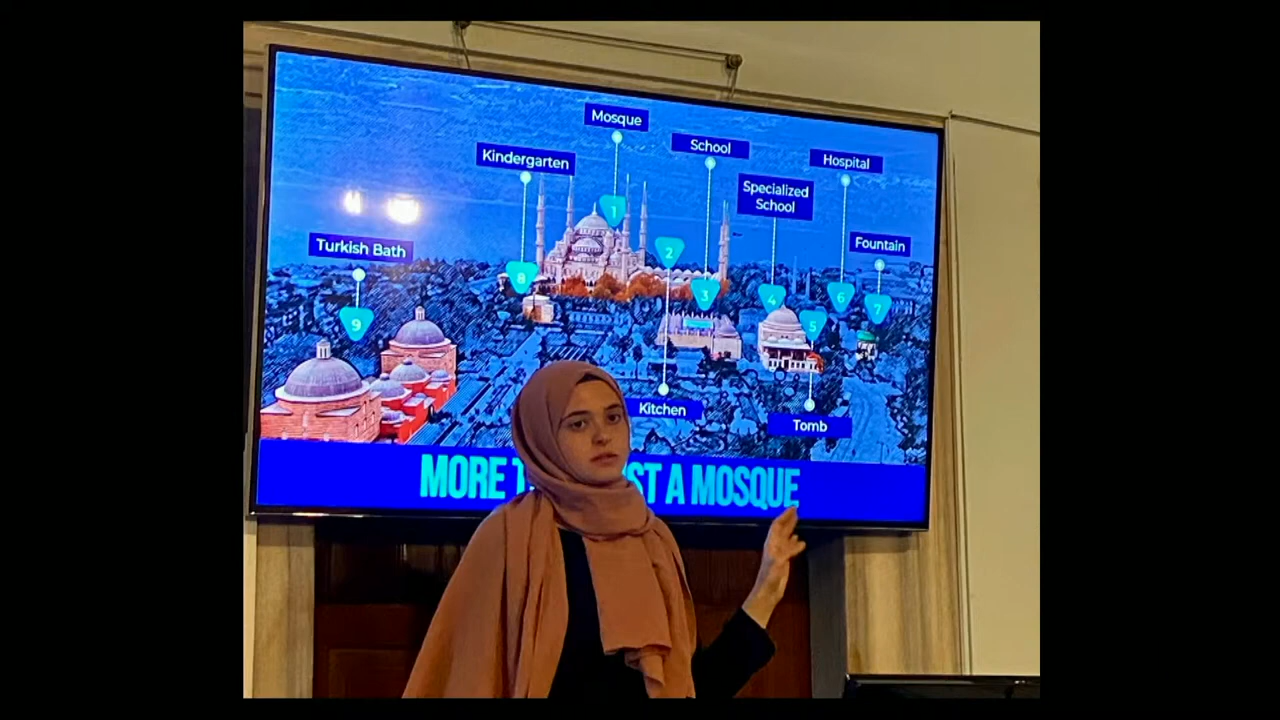 Mosque
School
Kindergarten
Hospital
Specialized
School
Turkish Bath
Fountain
1
2
8
3
4
6
7
9
5
Kitchen
Tomb
MORE T ST A MOSQUE